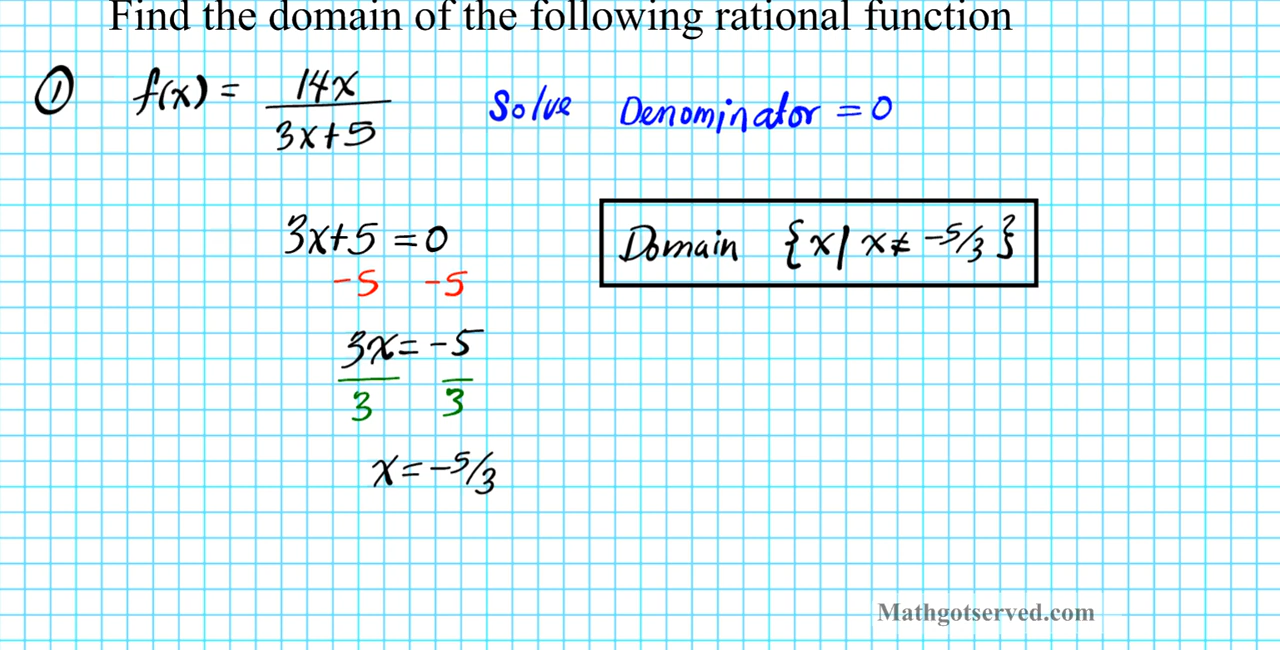 Find the domain of the following rational function
① f(x) = 14x / 3x+5 Solve Denominator = 0
3x+5 = 0
-5 -5
Domain {x | x ≠ -5/3}
3x = -5
3 3
x = -5/3
Mathgotserved.com